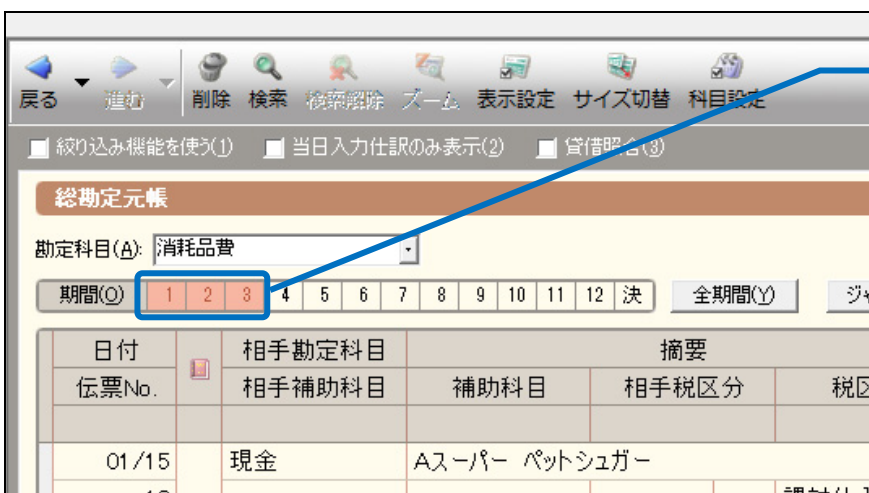 戻る 進む 削除 検索 検索解除 ズーム 表示設定 サイズ切替 科目設定
絞り込み機能を使う(1) 当日入力仕訳のみ表示(2) 貸借照合(3)
総勘定元帳
勘定科目(A): 消耗品費
期間(O) 1 2 3 4 5 6 7 8 9 10 11 12 決 全期間(Y) ジ
日付 相手勘定科目 摘要
伝票No. 相手補助科目 補助科目 相手税区分 税区
01/15 現金 Aスーパー ペットシュガー